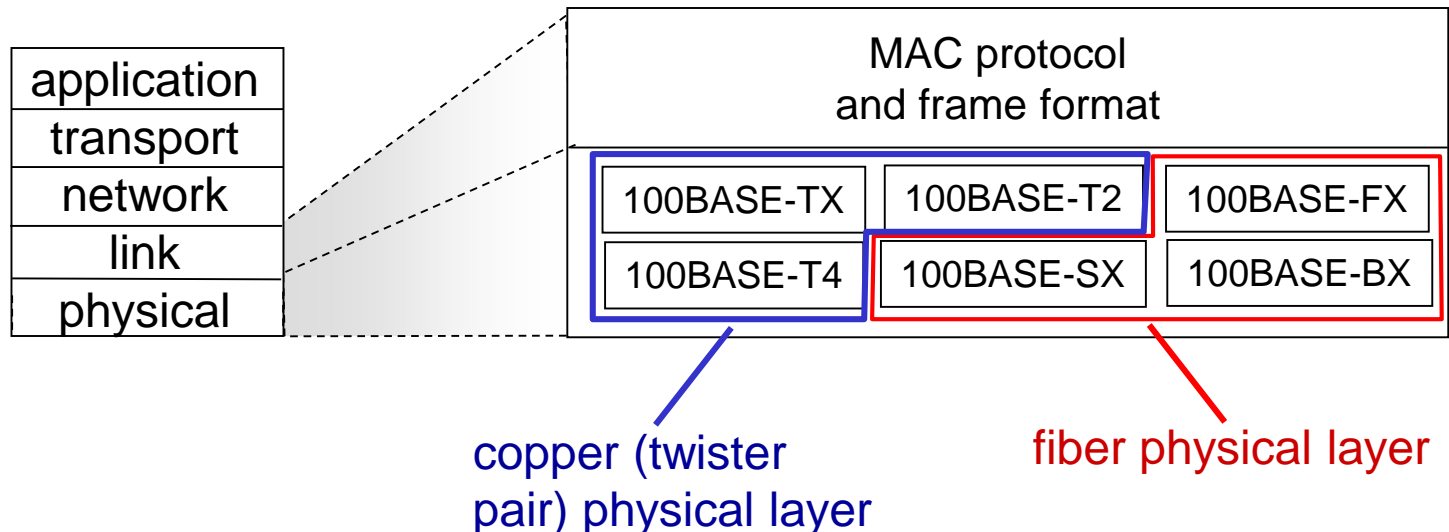 application
transport
network
link
physical
MAC protocol
and frame format
100BASE-TX
100BASE-T2
100BASE-FX
100BASE-T4
100BASE-SX
100BASE-BX
copper (twister
pair) physical layer
fiber physical layer